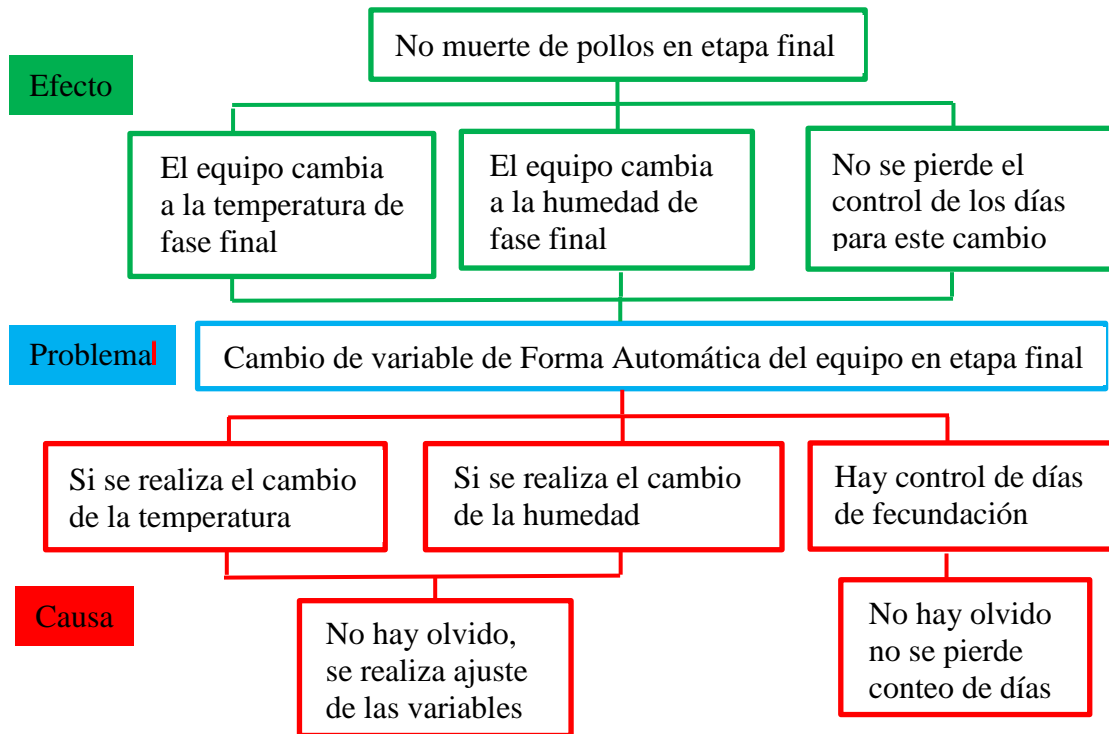 No muerte de pollos en etapa final
Efecto
El equipo cambia
a la temperatura de
fase final
El equipo cambia
a la humedad de
fase final
No se pierde el
control de los días
para este cambio
Problema
Cambio de variable de Forma Automática del equipo en etapa final
Si se realiza el cambio
de la temperatura
Si se realiza el cambio
de la humedad
Hay control de días
de fecundación
Causa
No hay olvido,
se realiza ajuste
de las variables
No hay olvido
no se pierde
conteo de días